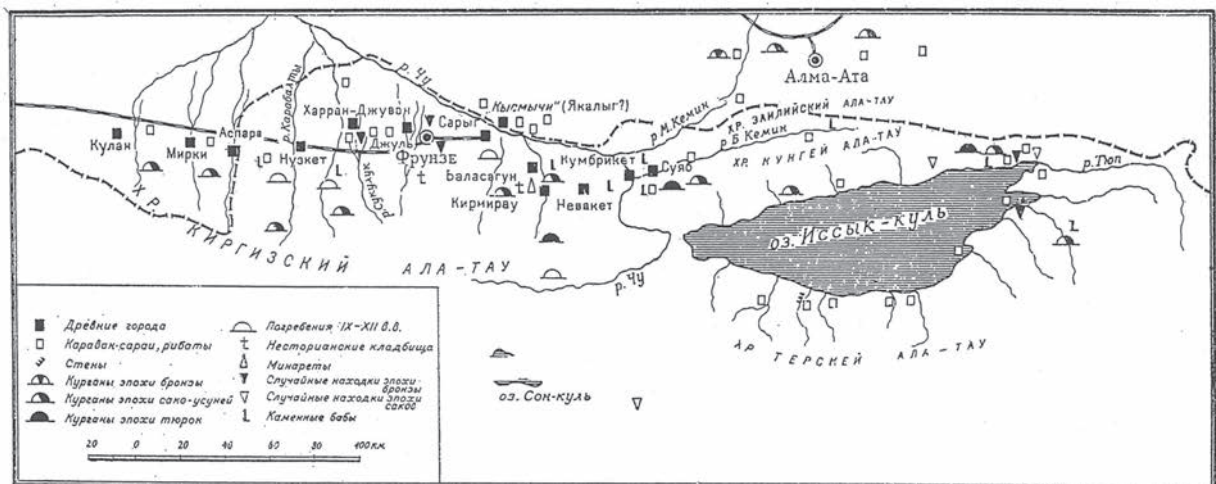 Алма-Ата
р. Чу
"Кысмычи" (Якалыг?)
р. М. Кемин
ХР. ЗАИЛИЙСКИЙ АЛА-ТАУ
р. Б. Кемин
ХР. КУНГЕЙ АЛА-ТАУ
р. Карабалты
Харран-Джуван
Сарыг
Кулан
Мирки
Аспара
Нузкет
Джуль
ФРУНЗЕ
р. Сукулук
Баласагун
Кирмирау
Кумбрикет
Суяб
Невакет
р. Тюп
оз. Иссык-куль
ХР. КИРГИЗСКИЙ АЛА-ТАУ
р. Чу
ХР. ТЕРСКЕЙ АЛА-ТАУ
оз. Сон-куль
Древние города
Караван-сараи, рибаты
Стены
Курганы эпохи бронзы
Курганы эпохи сако-усуней
Курганы эпохи тюрок
Погребения IX-XII в.в.
Несторианские кладбища
Минареты
Случайные находки эпохи бронзы
Случайные находки эпохи саков
Каменные бабы
20 0 20 40 60 80 100 км.